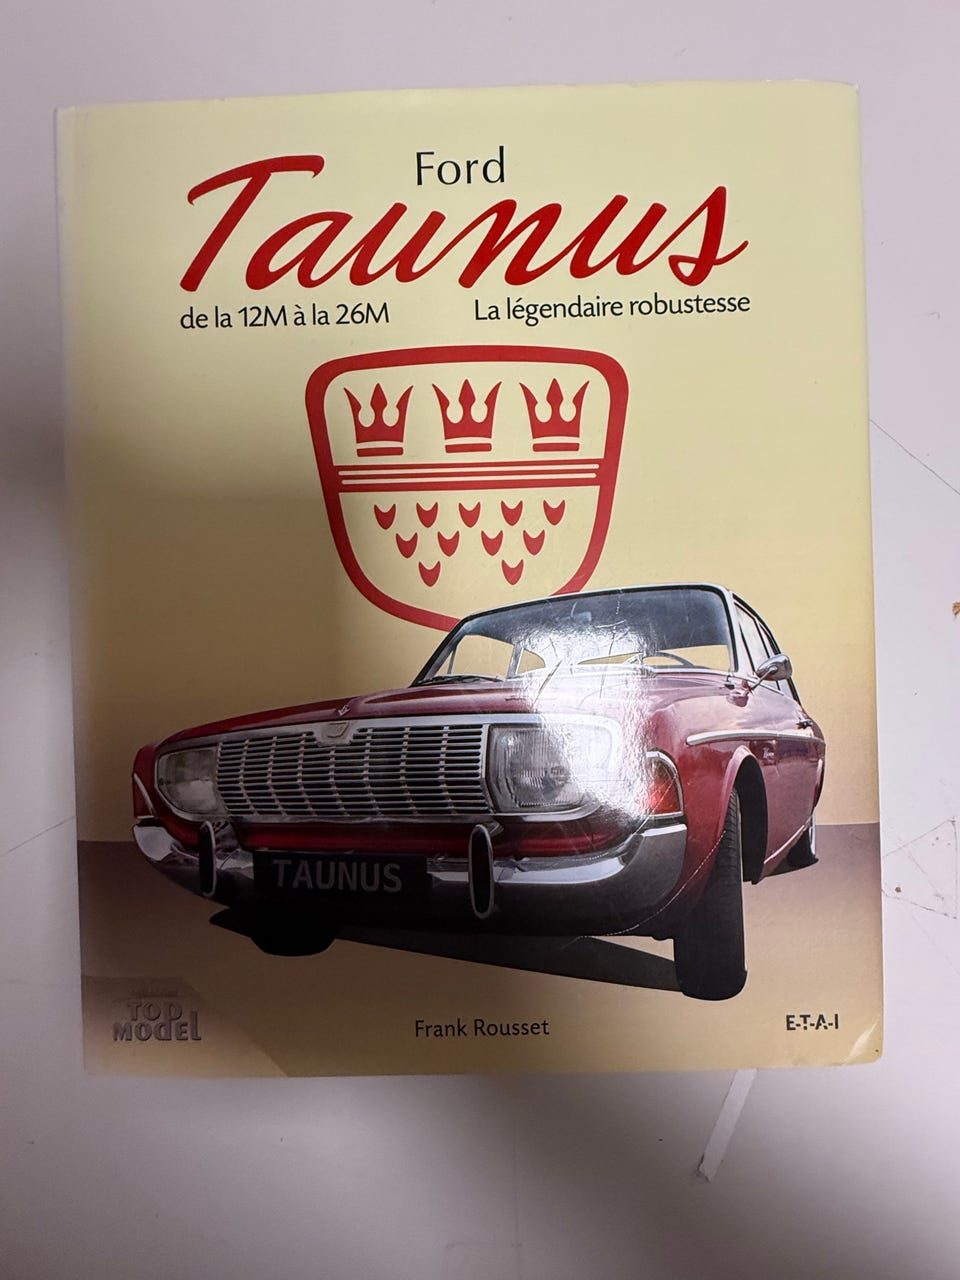 Ford
Taunus
de la 12M à la 26M
La légendaire robustesse
TAUNUS
TOP
MODEL
Frank Rousset
E-T-A-I